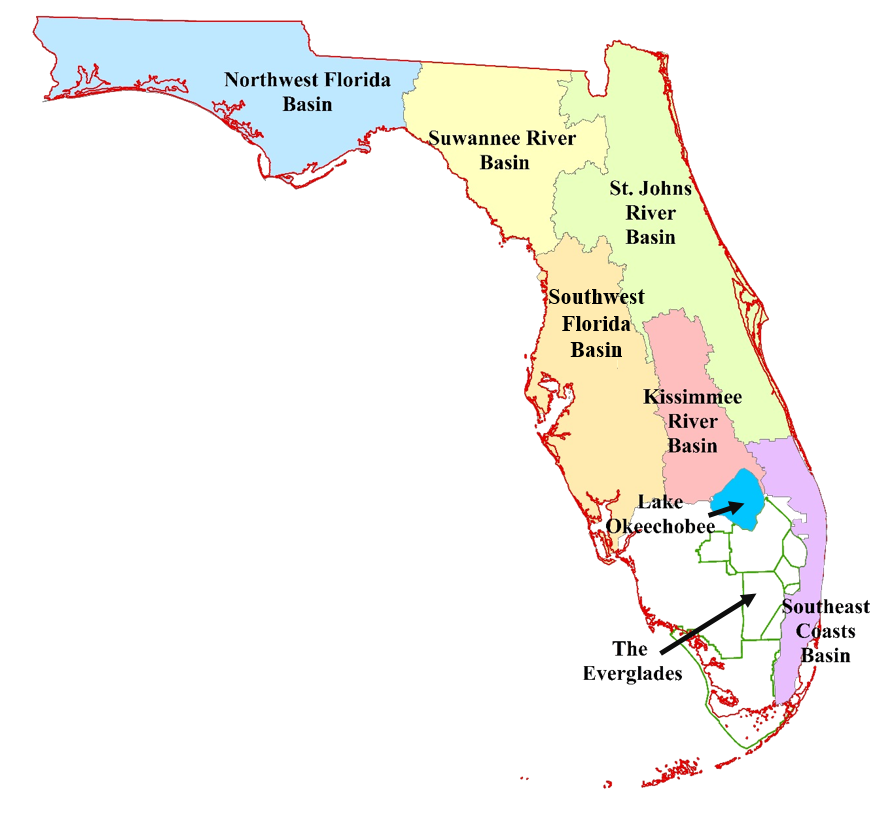 Northwest Florida
Basin
Suwannee River
Basin
St. Johns
River
Basin
Southwest
Florida
Basin
Kissimmee
River
Basin
Lake
Okeechobee
Southeast
Coasts
Basin
The
Everglades